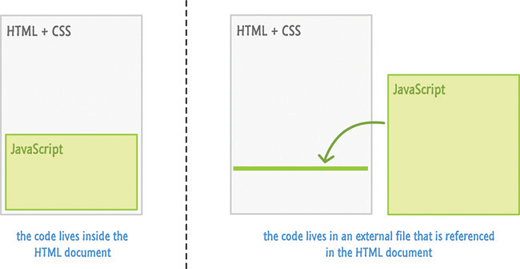 HTML + CSS
JavaScript
the code lives inside the
HTML document
HTML + CSS
JavaScript
the code lives in an external file that is referenced
in the HTML document